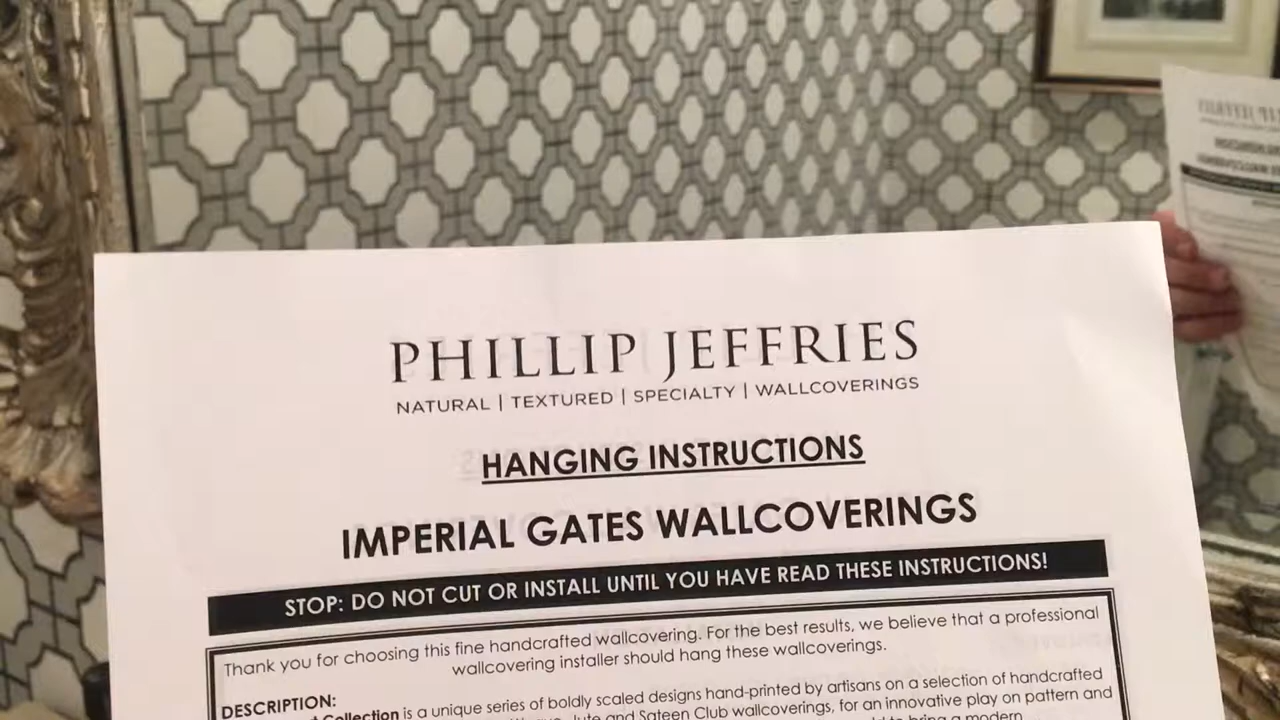 PHILLIP JEFFRIES
NATURAL | TEXTURED | SPECIALTY | WALLCOVERINGS
HANGING INSTRUCTIONS
IMPERIAL GATES WALLCOVERINGS
STOP: DO NOT CUT OR INSTALL UNTIL YOU HAVE READ THESE INSTRUCTIONS!
Thank you for choosing this fine handcrafted wallcovering. For the best results, we believe that a professional
wallcovering installer should hang these wallcoverings.
DESCRIPTION:
Collection is a unique series of boldly scaled designs hand-printed by artisans on a selection of handcrafted
Jute and Sateen Club wallcoverings, for an innovative play on pattern and
to bring a modern